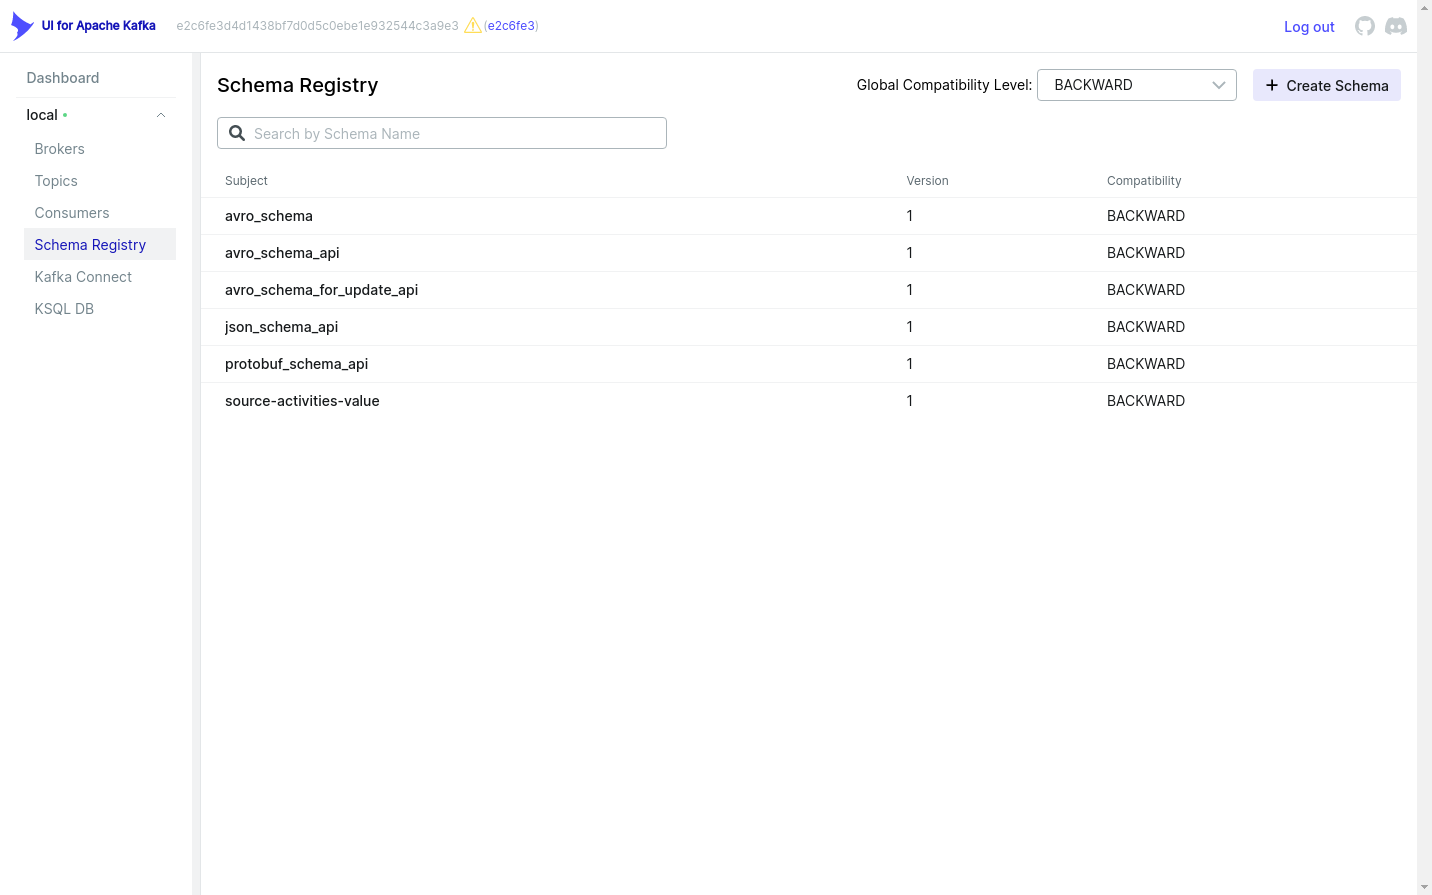 UI for Apache Kafka e2c6fe3d4d1438bf7d0d5c0ebe1e932544c3a9e3 (e2c6fe3) Log out
Dashboard
local
Brokers
Topics
Consumers
Schema Registry
Kafka Connect
KSQL DB
Schema Registry Global Compatibility Level: BACKWARD Create Schema
Search by Schema Name
Subject Version Compatibility
avro_schema 1 BACKWARD
avro_schema_api 1 BACKWARD
avro_schema_for_update_api 1 BACKWARD
json_schema_api 1 BACKWARD
protobuf_schema_api 1 BACKWARD
source-activities-value 1 BACKWARD